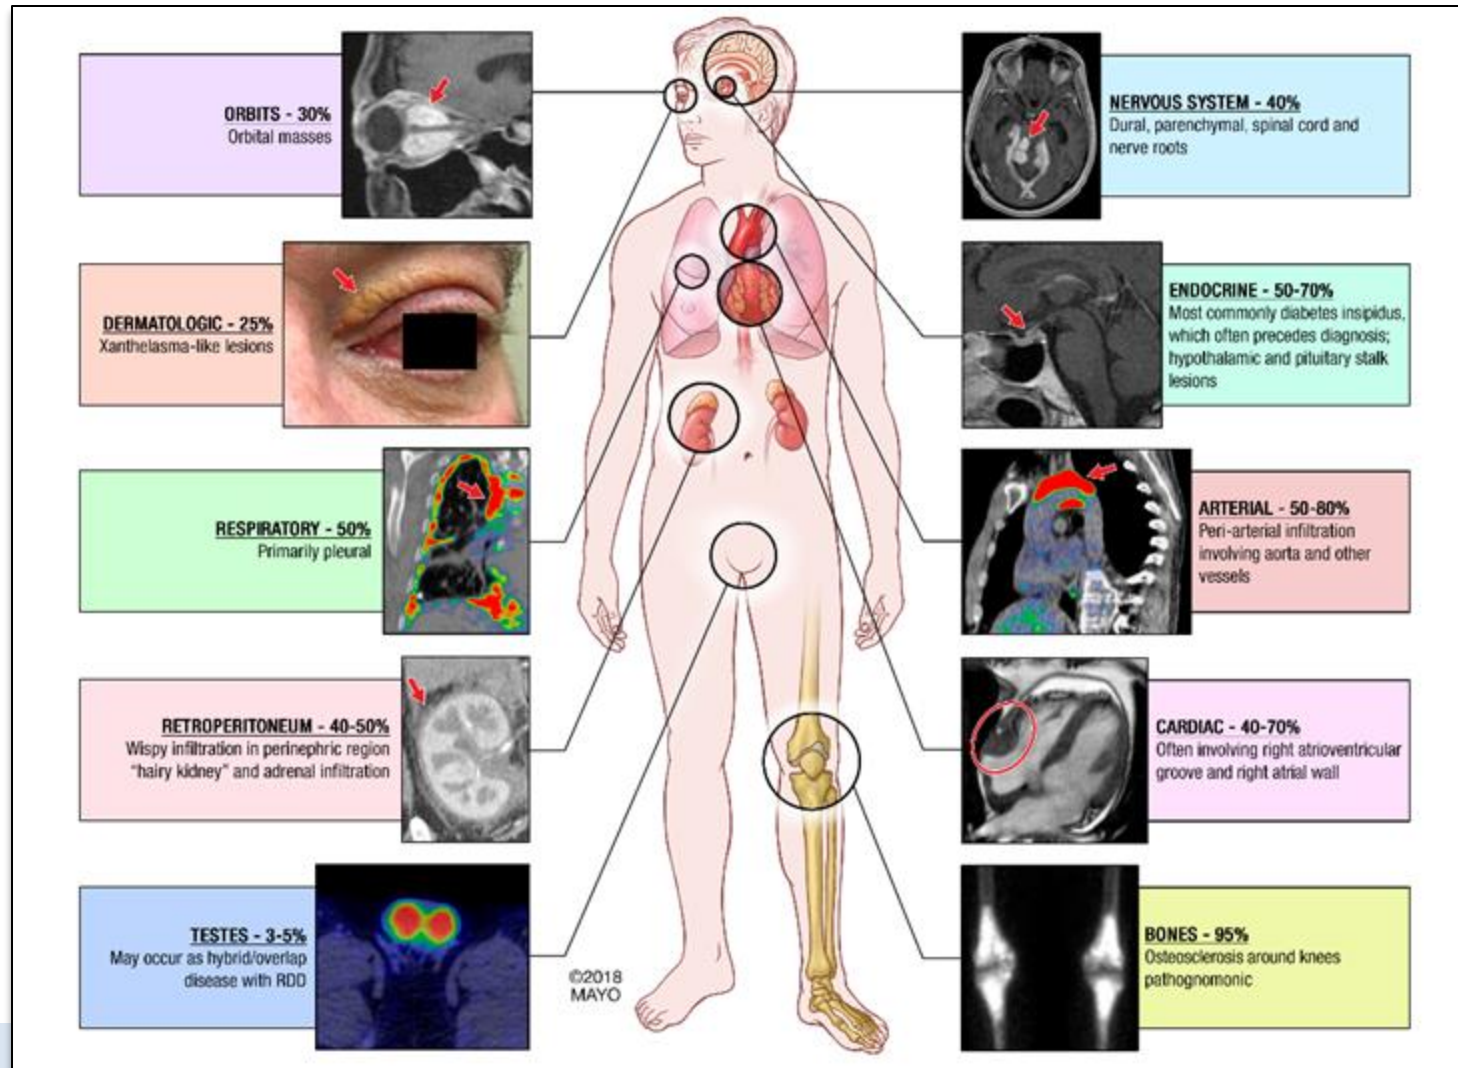 ORBITS - 30%
Orbital masses
DERMATOLOGIC - 25%
Xanthelasma-like lesions
RESPIRATORY - 50%
Primarily pleural
RETROPERITONEUM - 40-50%
Wispy infiltration in perinephric region
"hairy kidney" and adrenal infiltration
TESTES - 3-5%
May occur as hybrid/overlap
disease with RDD
©2018
MAYO
NERVOUS SYSTEM - 40%
Dural, parenchymal, spinal cord and
nerve roots
ENDOCRINE - 50-70%
Most commonly diabetes insipidus,
which often precedes diagnosis;
hypothalamic and pituitary stalk
lesions
ARTERIAL - 50-80%
Peri-arterial infiltration
involving aorta and other
vessels
CARDIAC - 40-70%
Often involving right atrioventricular
groove and right atrial wall
BONES - 95%
Osteosclerosis around knees
pathognomonic